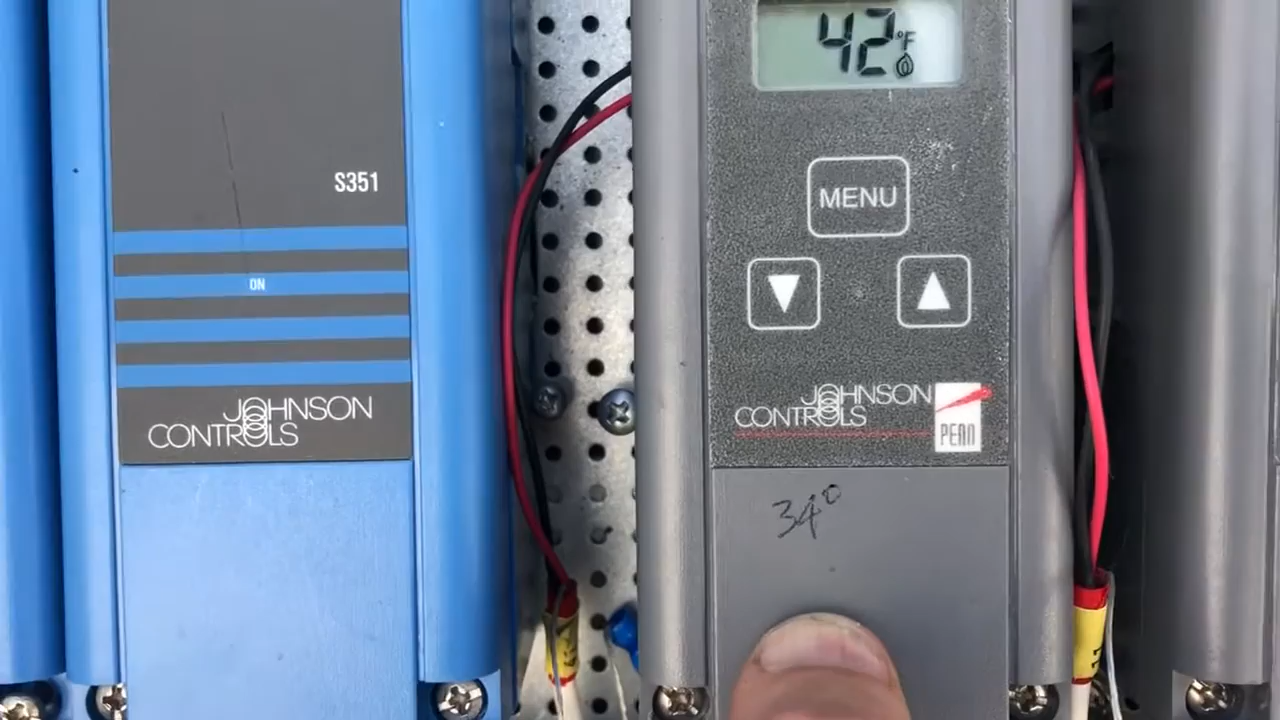 S351
ON
JOHNSON
CONTROLS
42°F
MENU
JOHNSON
CONTROLS
PENN
34°